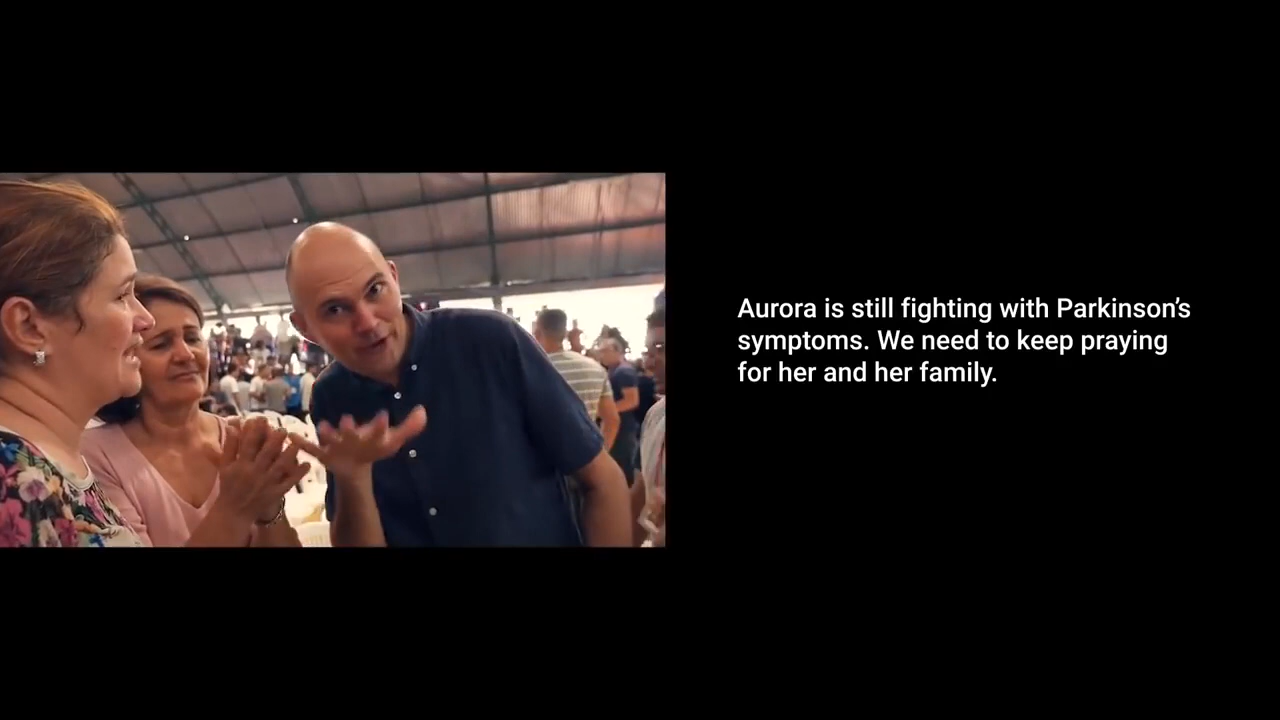 Aurora is still fighting with Parkinson’s
symptoms. We need to keep praying
for her and her family.